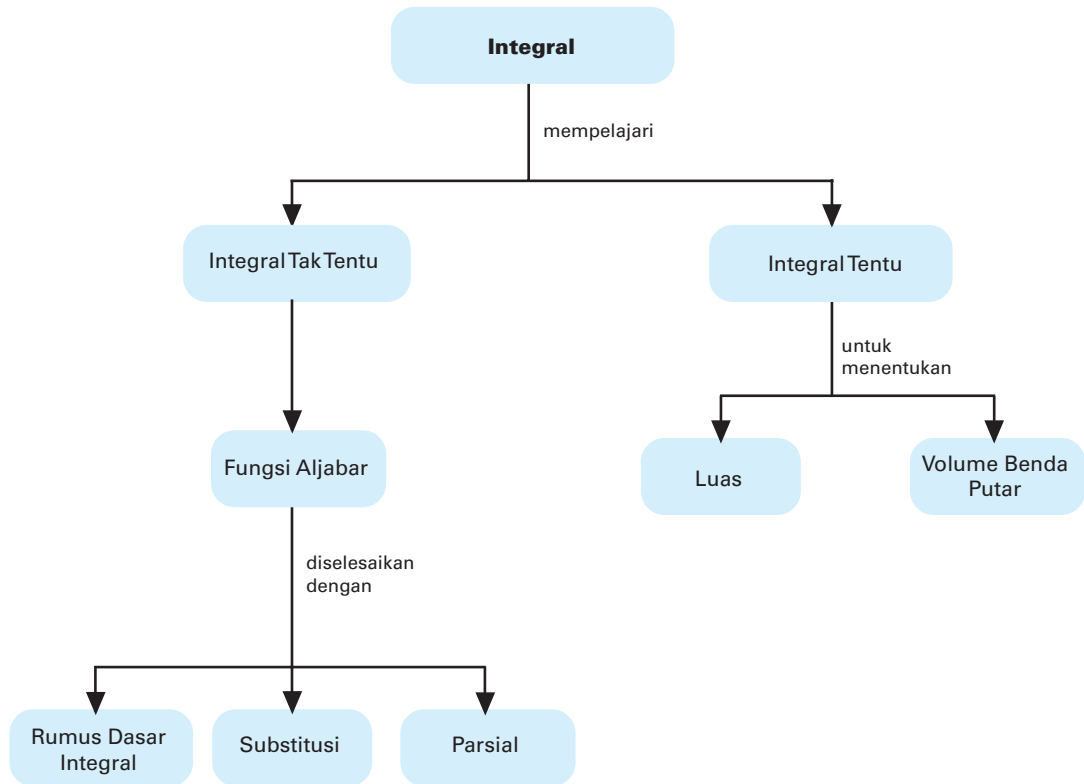 Integral
mempelajari
Integral Tak Tentu
Integral Tentu
untuk
menentukan
Fungsi Aljabar
Luas
Volume Benda
Putar
diselesaikan
dengan
Rumus Dasar
Integral
Substitusi
Parsial